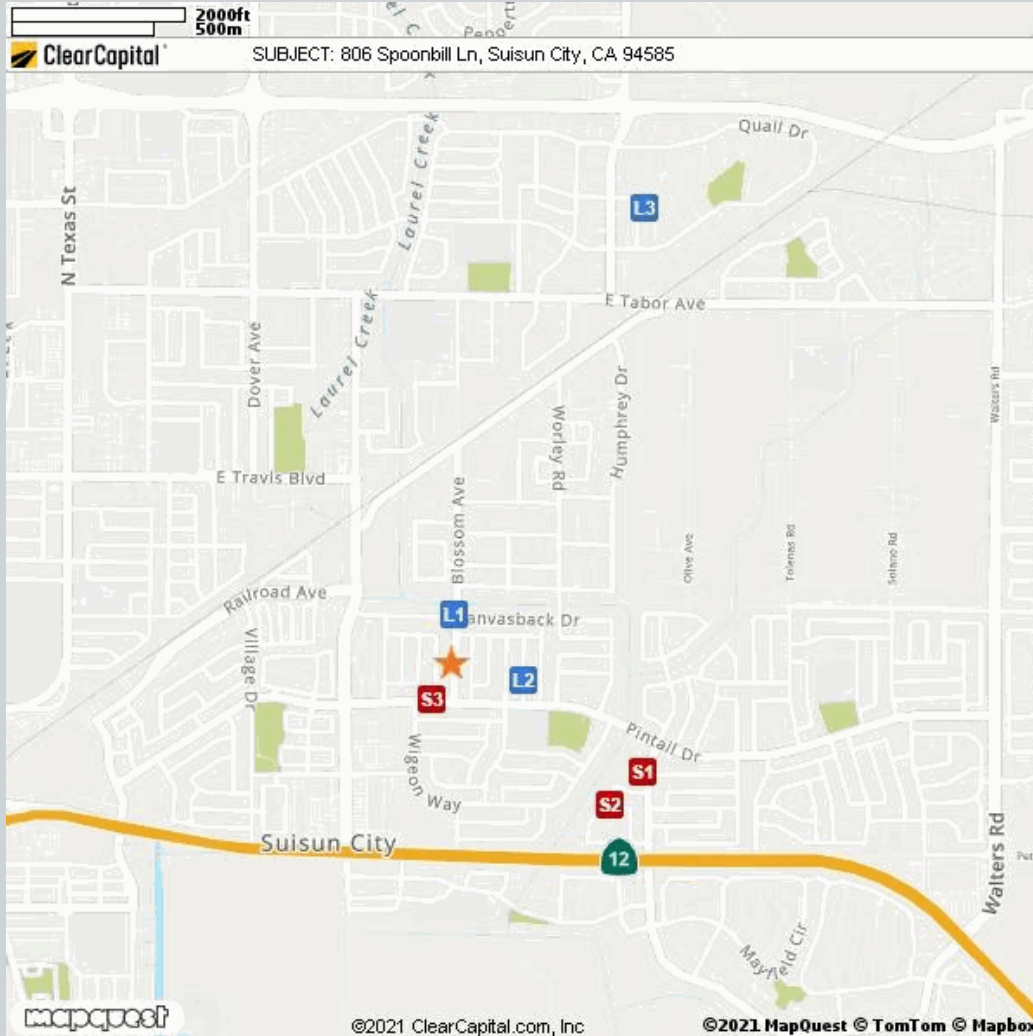 2000ft
500m
ClearCapital
SUBJECT: 806 Spoonbill Ln, Suisun City, CA 94585
Quail Dr
Laurel Creek
N Texas St
L3
E Tabor Ave
Laurel Creek
Dover Ave
Walters Rd
Humphrey Dr
Worley Rd
E Travis Blvd
Blossom Ave
Olive Ave
Tolenas Rd
Solano Rd
Railroad Ave
L1
anvasback Dr
Village Dr
L2
S3
Pintail Dr
Wigeon Way
S1
S2
Suisun City
12
Walters Rd
Mayfield Cir
mapquest
©2021 ClearCapital.com, Inc
©2021 MapQuest © TomTom © Mapbox